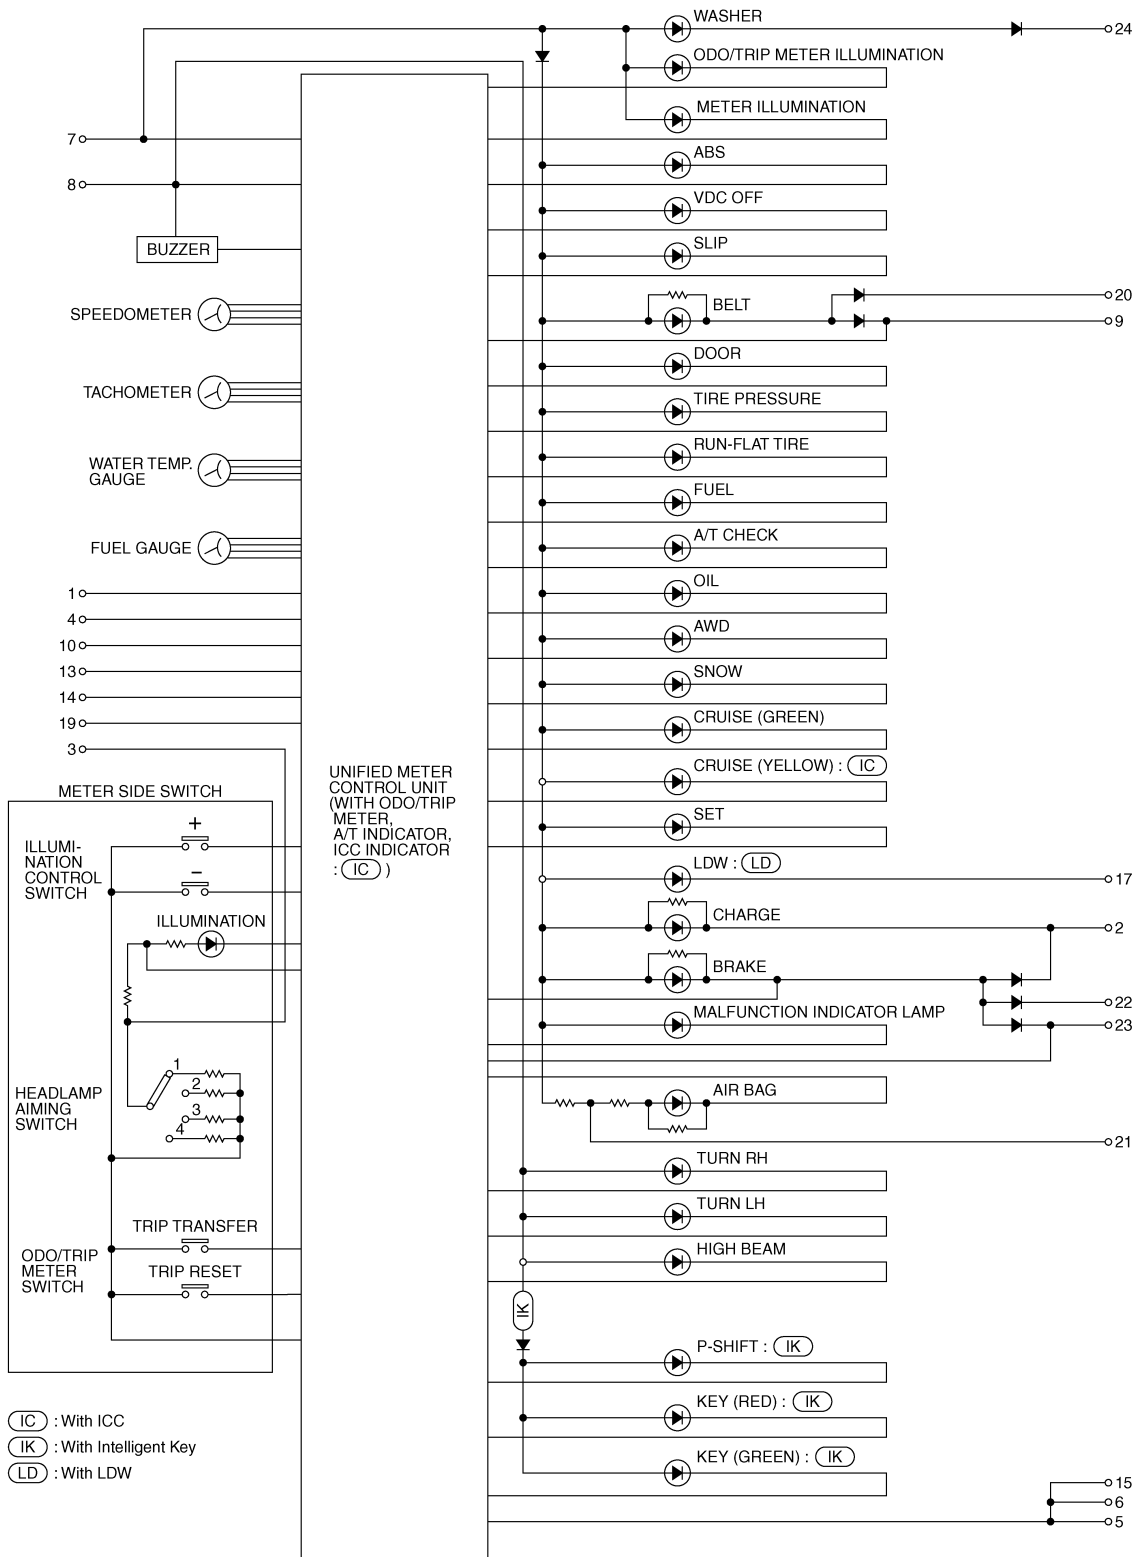 WASHER
24
ODO/TRIP METER ILLUMINATION
METER ILLUMINATION
7
ABS
8
VDC OFF
BUZZER
SLIP
20
BELT
9
SPEEDOMETER
DOOR
TACHOMETER
TIRE PRESSURE
RUN-FLAT TIRE
WATER TEMP.
GAUGE
FUEL
FUEL GAUGE
A/T CHECK
1
OIL
4
AWD
10
13
SNOW
14
19
CRUISE (GREEN)
3
UNIFIED METER
CONTROL UNIT
(WITH ODO/TRIP
METER,
A/T INDICATOR,
ICC INDICATOR
: IC )
CRUISE (YELLOW) : IC
METER SIDE SWITCH
SET
+
ILLUMI-
NATION
CONTROL
SWITCH
−
LDW : LD
17
ILLUMINATION
CHARGE
2
BRAKE
22
MALFUNCTION INDICATOR LAMP
23
HEADLAMP
AIMING
SWITCH
1
2
3
4
AIR BAG
21
TURN RH
TURN LH
TRIP TRANSFER
HIGH BEAM
ODO/TRIP
METER
SWITCH
TRIP RESET
IK
P-SHIFT : IK
KEY (RED) : IK
IC : With ICC
IK : With Intelligent Key
LD : With LDW
KEY (GREEN) : IK
15
6
5